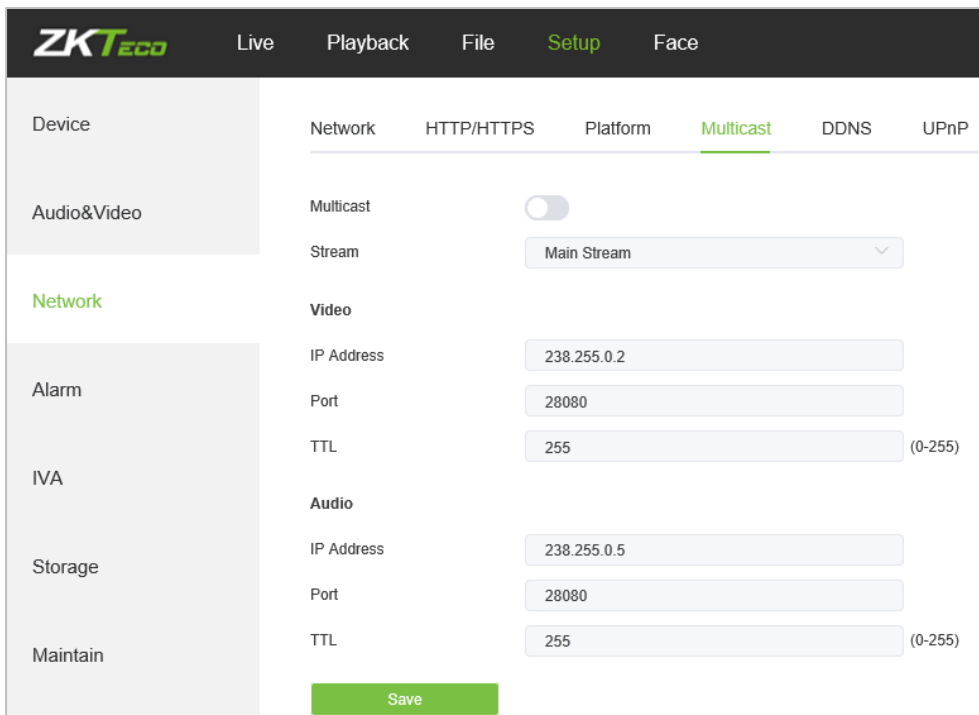 ZKTeco Live Playback File Setup Face
Device
Audio&Video
Network
Alarm
IVA
Storage
Maintain
Network HTTP/HTTPS Platform Multicast DDNS UPnP
Multicast
Stream Main Stream
Video
IP Address 238.255.0.2
Port 28080
TTL 255 (0-255)
Audio
IP Address 238.255.0.5
Port 28080
TTL 255 (0-255)
Save